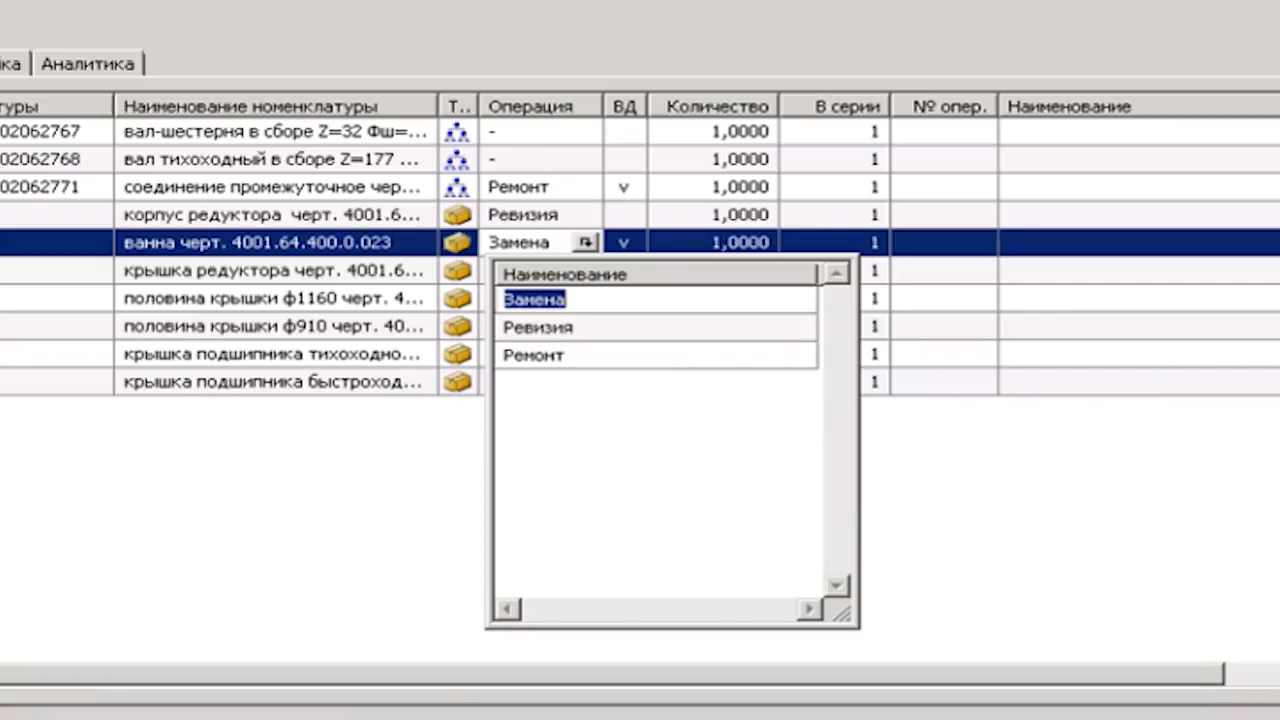 ка Аналитика
туры Наименование номенклатуры Т.. Операция ВД Количество В серии № опер. Наименование
02062767 вал-шестерня в сборе Z=32 Фш=... - 1,0000 1
02062768 вал тихоходный в сборе Z=177 ... - 1,0000 1
02062771 соединение промежуточное чер... Ремонт v 1,0000 1
корпус редуктора черт. 4001.6... Ревизия 1,0000 1
ванна черт. 4001.64.400.0.023 Замена v 1,0000 1
крышка редуктора черт. 4001.6... 1
половина крышки ф1160 черт. 4... 1
половина крышки ф910 черт. 40... 1
крышка подшипника тихоходно... 1
крышка подшипника быстроход... 1
Наименование
Замена
Ревизия
Ремонт